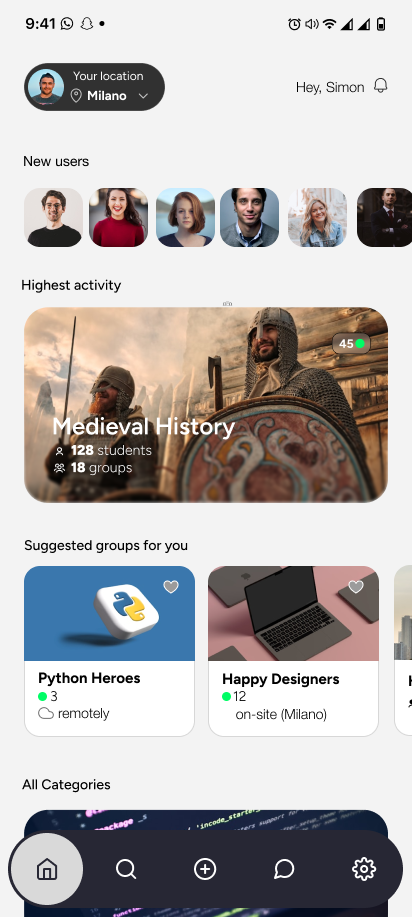 9:41
Your location
Milano
Hey, Simon
New users
Highest activity
45
Medieval History
128 students
18 groups
Suggested groups for you
Python Heroes
3
remotely
Happy Designers
12
on-site (Milano)
All Categories